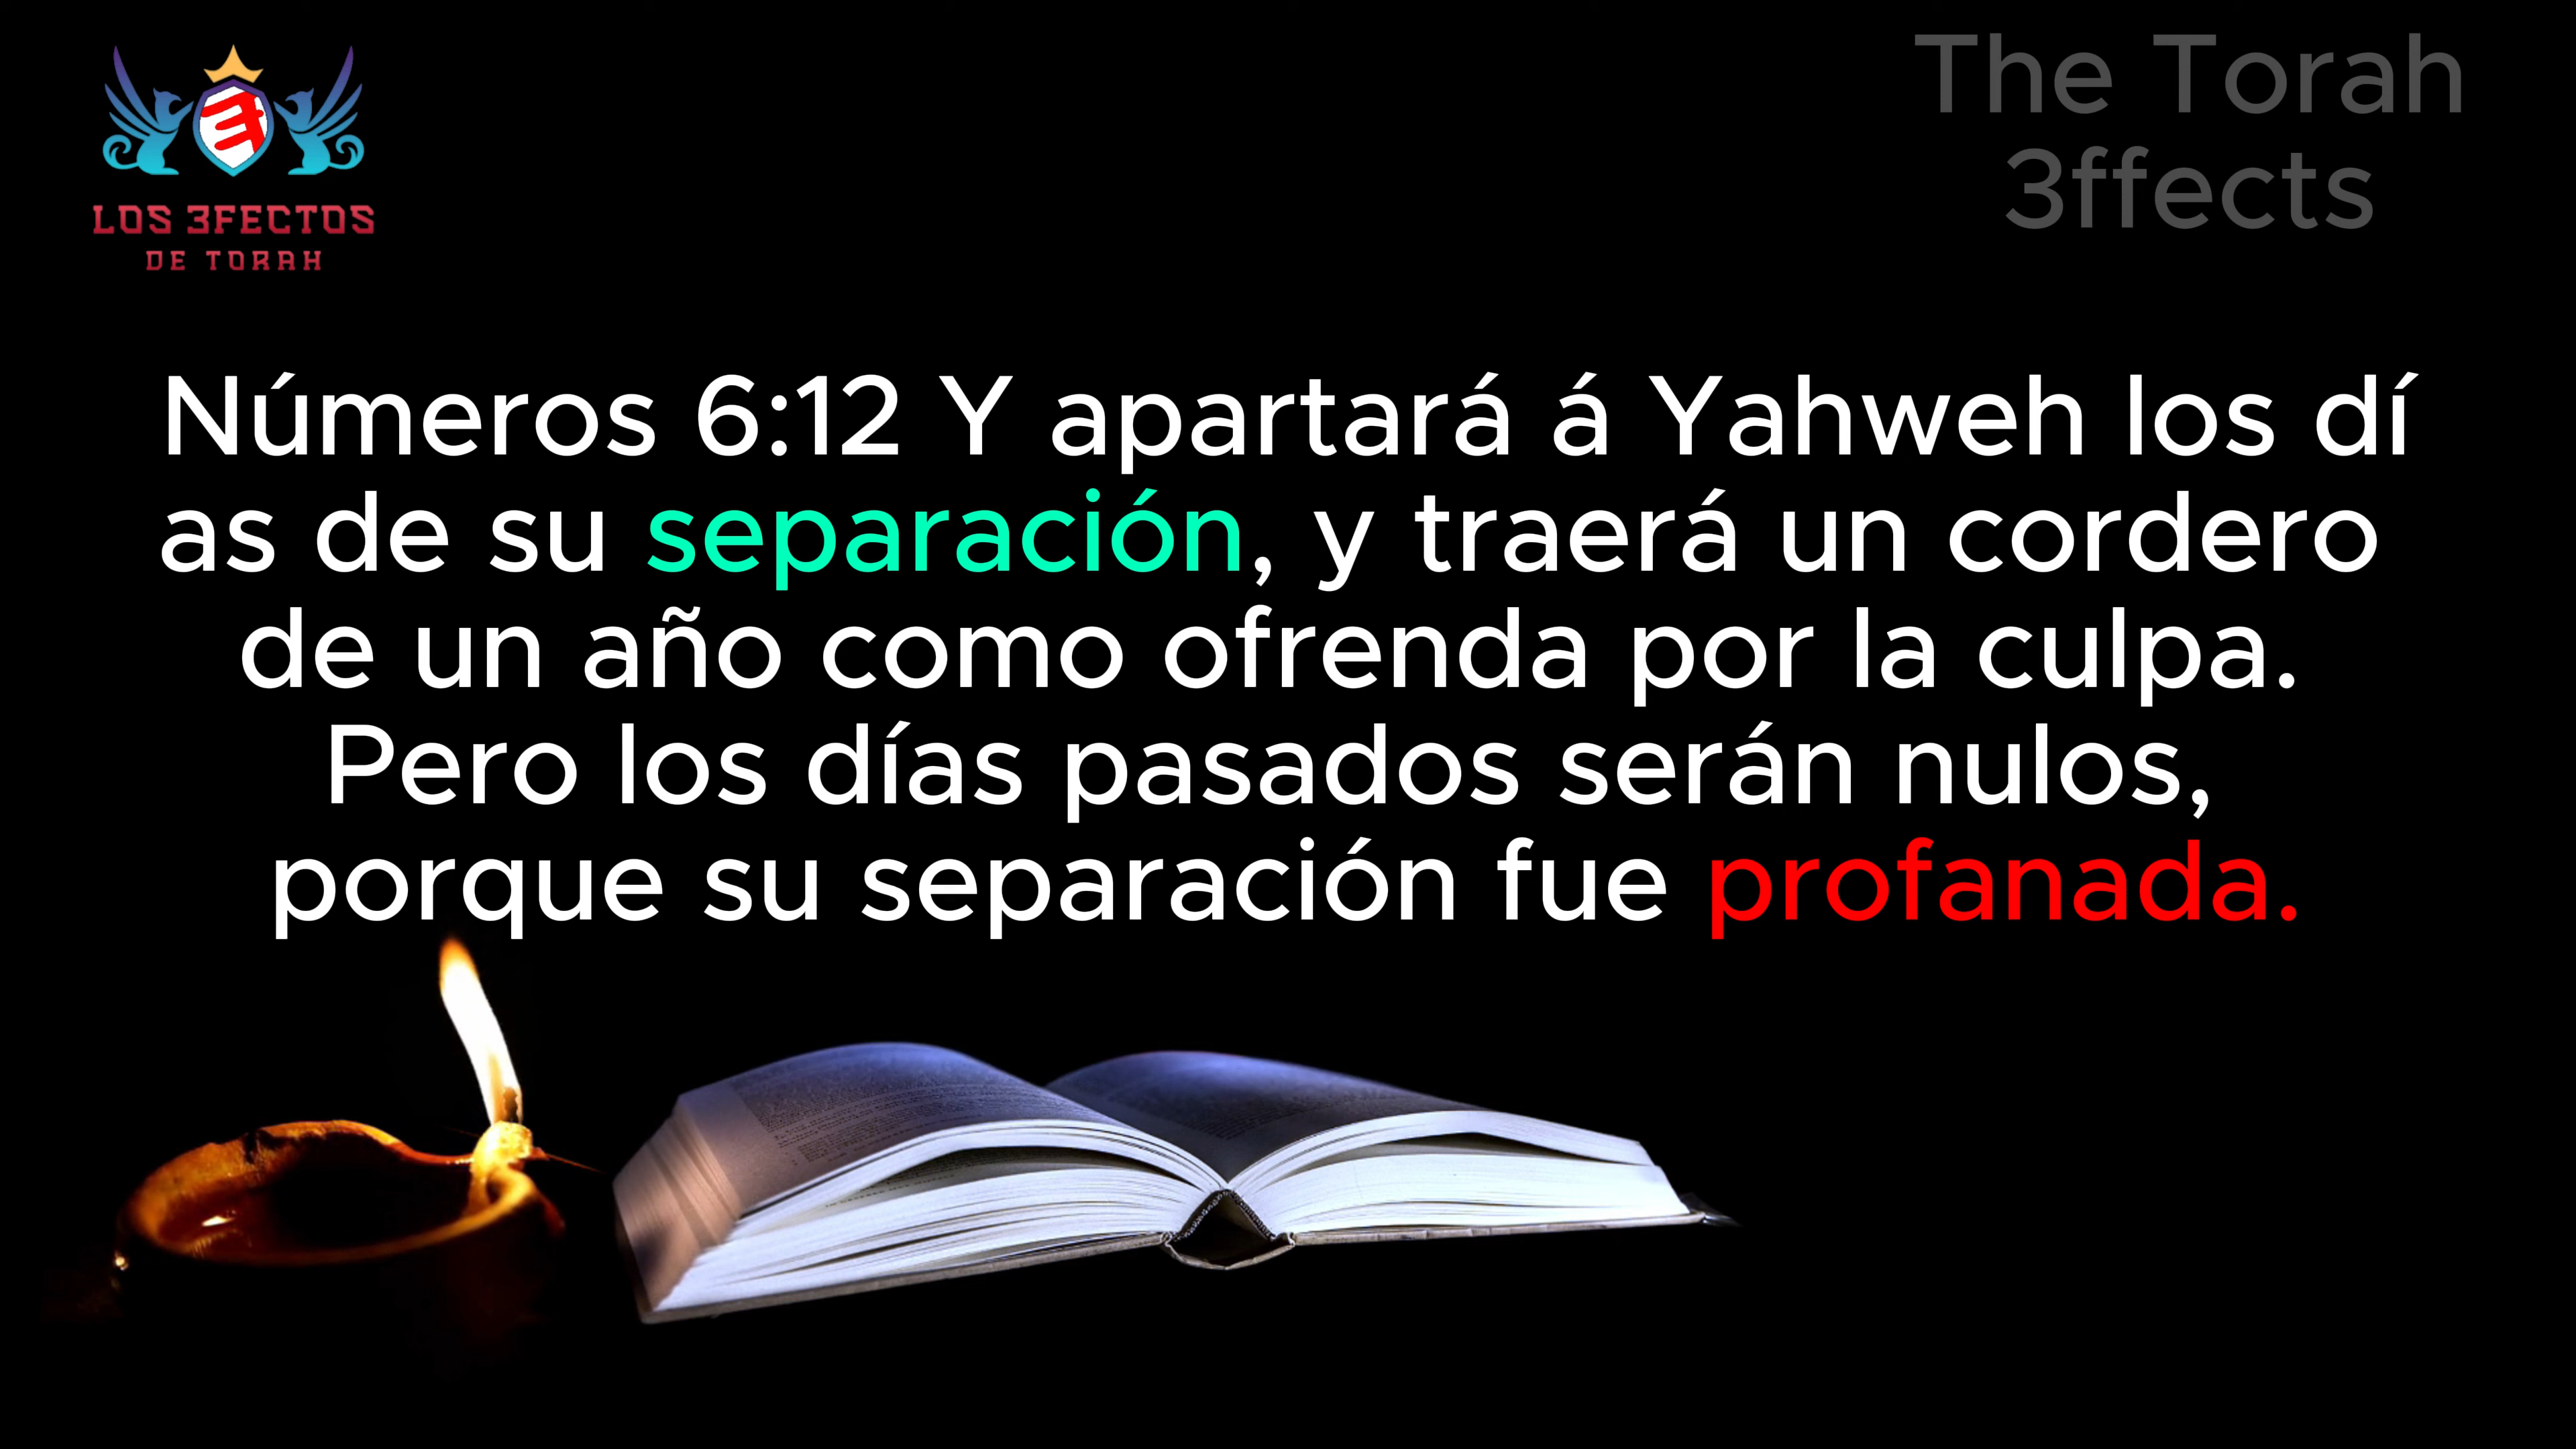 LOS 3FECTOS
DE TORAH
The Torah
3ffects
Números 6:12 Y apartará á Yahweh los dí
as de su separación, y traerá un cordero
de un año como ofrenda por la culpa.
Pero los días pasados serán nulos,
porque su separación fue profanada.